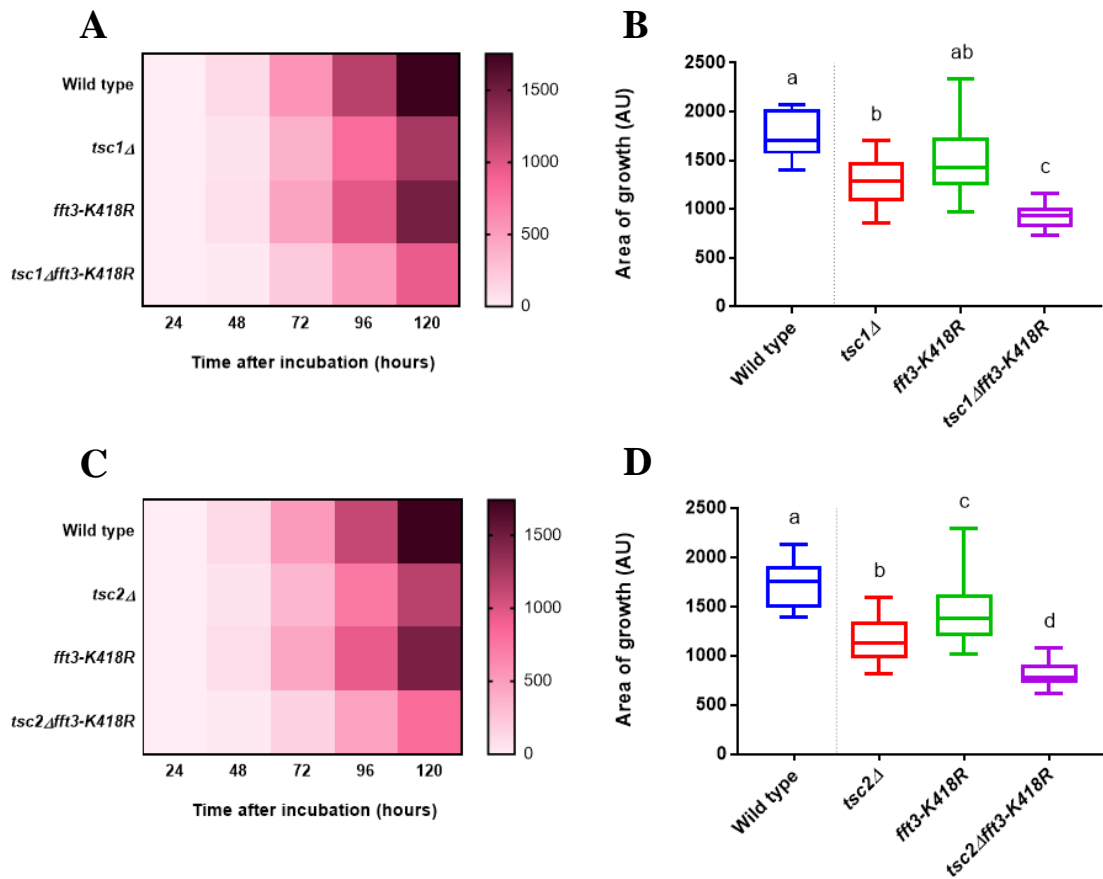 A
Wild type
tsc1Δ
fft3-K418R
tsc1Δfft3-K418R
24 48 72 96 120
Time after incubation (hours)
1500
1000
500
0
B
Area of growth (AU)
2500
2000
1500
1000
500
0
a
b
ab
c
Wild type
tsc1Δ
fft3-K418R
tsc1Δfft3-K418R
C
Wild type
tsc2Δ
fft3-K418R
tsc2Δfft3-K418R
24 48 72 96 120
Time after incubation (hours)
1500
1000
500
0
D
Area of growth (AU)
2500
2000
1500
1000
500
0
a
b
c
d
Wild type
tsc2Δ
fft3-K418R
tsc2Δfft3-K418R